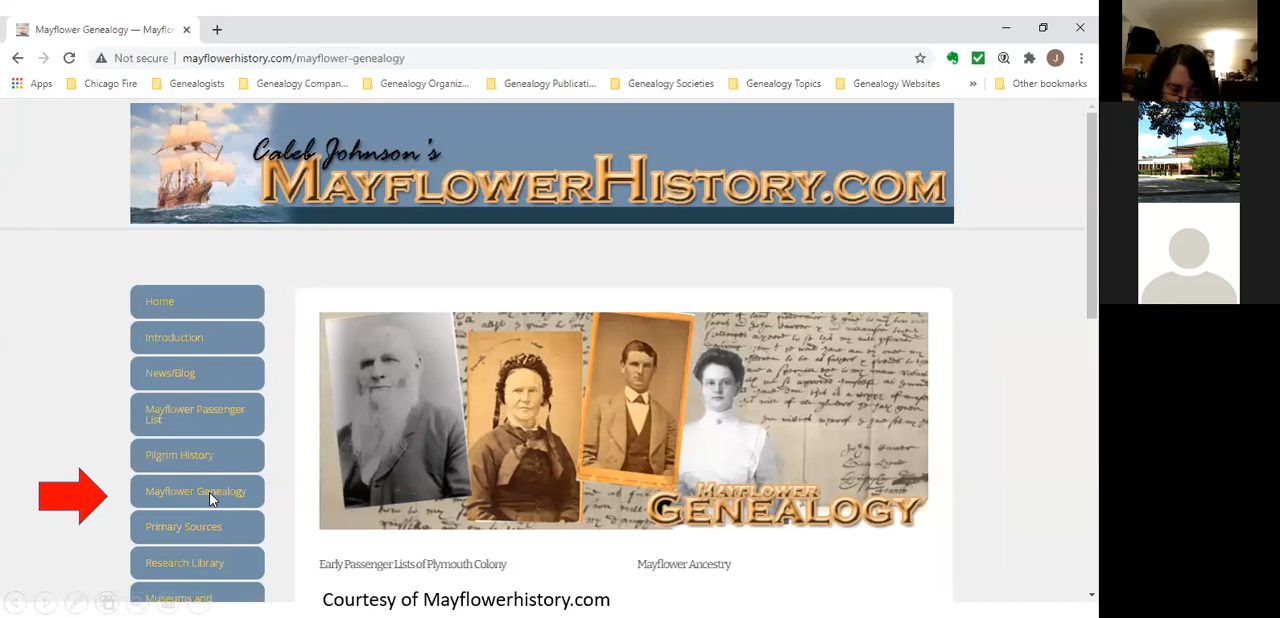 Mayflower Genealogy — Mayflo
Not secure
mayflowerhistory.com/mayflower-genealogy
J
Apps
Chicago Fire
Genealogists
Genealogy Compan...
Genealogy Organiz...
Genealogy Publicati...
Genealogy Societies
Genealogy Topics
Genealogy Websites
»
Other bookmarks
Caleb Johnson's
MAYFLOWERHISTORY.COM
Home
Introduction
News/Blog
Mayflower Passenger
List
Pilgrim History
Mayflower Genealogy
Primary Sources
Research Library
Museums and
MAYFLOWER
GENEALOGY
Early Passenger Lists of Plymouth Colony
Mayflower Ancestry
Courtesy of Mayflowerhistory.com